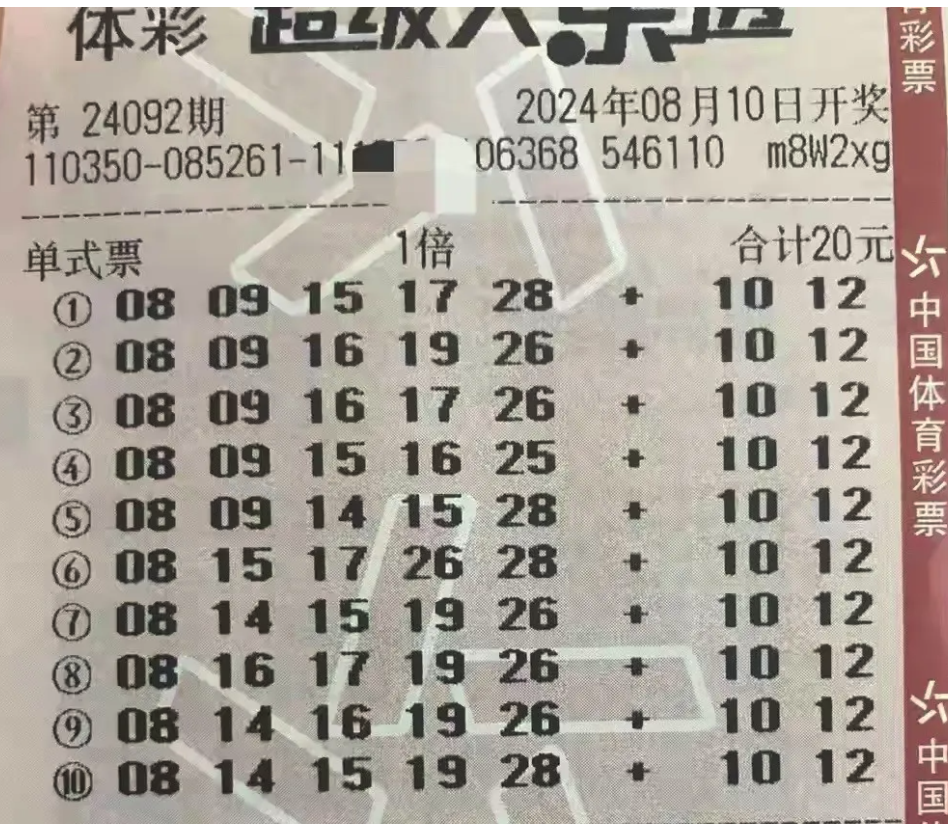 体彩 超级大乐透
第 24092期 2024年08月10日开奖
110350-085261-11 06368 546110 m8W2xg
单式票 1倍 合计20元
① 08 09 15 17 28 + 10 12
② 08 09 16 19 26 + 10 12
③ 08 09 16 17 26 + 10 12
④ 08 09 15 16 25 + 10 12
⑤ 08 09 14 15 28 + 10 12
⑥ 08 15 17 26 28 + 10 12
⑦ 08 14 15 19 26 + 10 12
⑧ 08 16 17 19 26 + 10 12
⑨ 08 14 16 19 26 + 10 12
⑩ 08 14 15 19 28 + 10 12
育彩票
中国体育彩票
中国